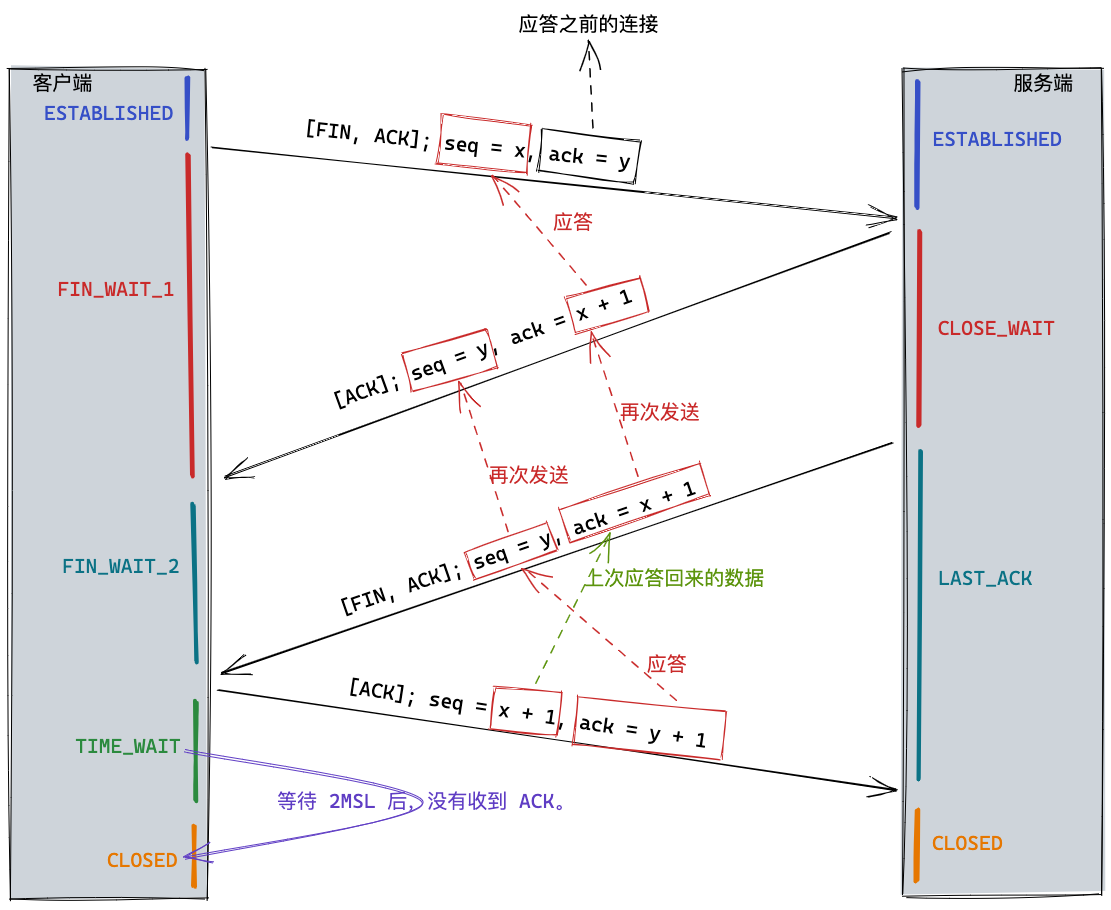 应答之前的连接
客户端
服务端
ESTABLISHED
ESTABLISHED
[FIN, ACK]; seq = x, ack = y
应答
FIN_WAIT_1
CLOSE_WAIT
[ACK]; seq = y, ack = x + 1
再次发送
再次发送
[FIN, ACK]; seq = y, ack = x + 1
FIN_WAIT_2
LAST_ACK
上次应答回来的数据
应答
[ACK]; seq = x + 1, ack = y + 1
TIME_WAIT
等待 2MSL 后, 没有收到 ACK。
CLOSED
CLOSED